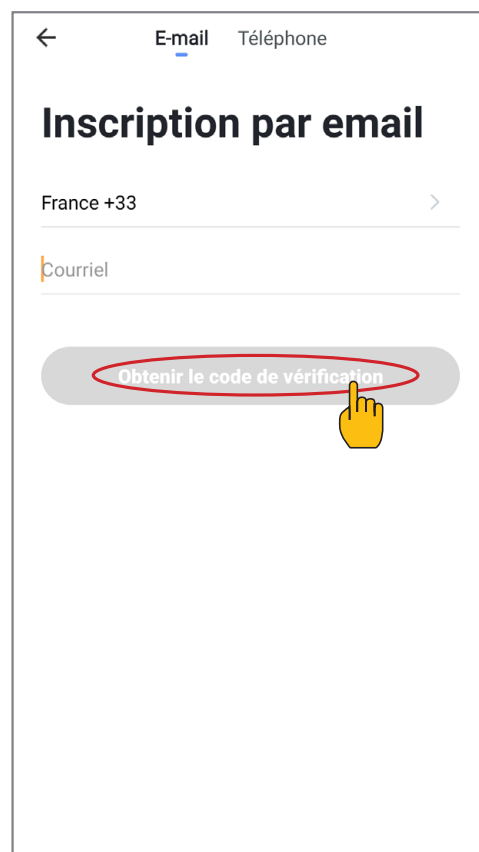 E-mail Téléphone
Inscription par email
France +33
Courriel
Obtenir le code de vérification